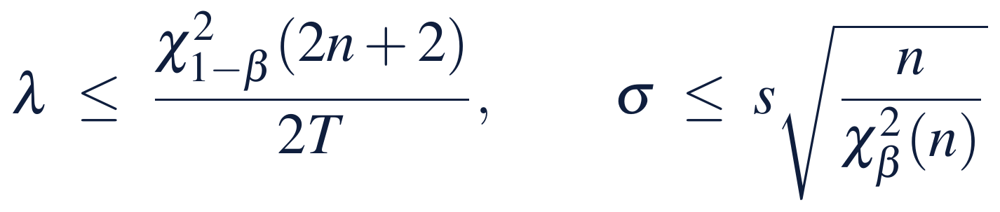 λ ≤ χ²₁₋β(2n + 2) / 2T , σ ≤ s √(n / χ²β(n))